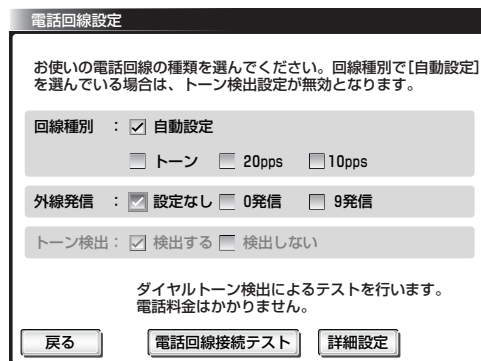 電話回線設定
お使いの電話回線の種類を選んでください。回線種別で[自動設定]
を選んでいる場合は、トーン検出設定が無効となります。
回線種別 : 自動設定
トーン 20pps 10pps
外線発信 : 設定なし 0発信 9発信
トーン検出 : 検出する 検出しない
ダイヤルトーン検出によるテストを行います。
電話料金はかかりません。
戻る 電話回線接続テスト 詳細設定